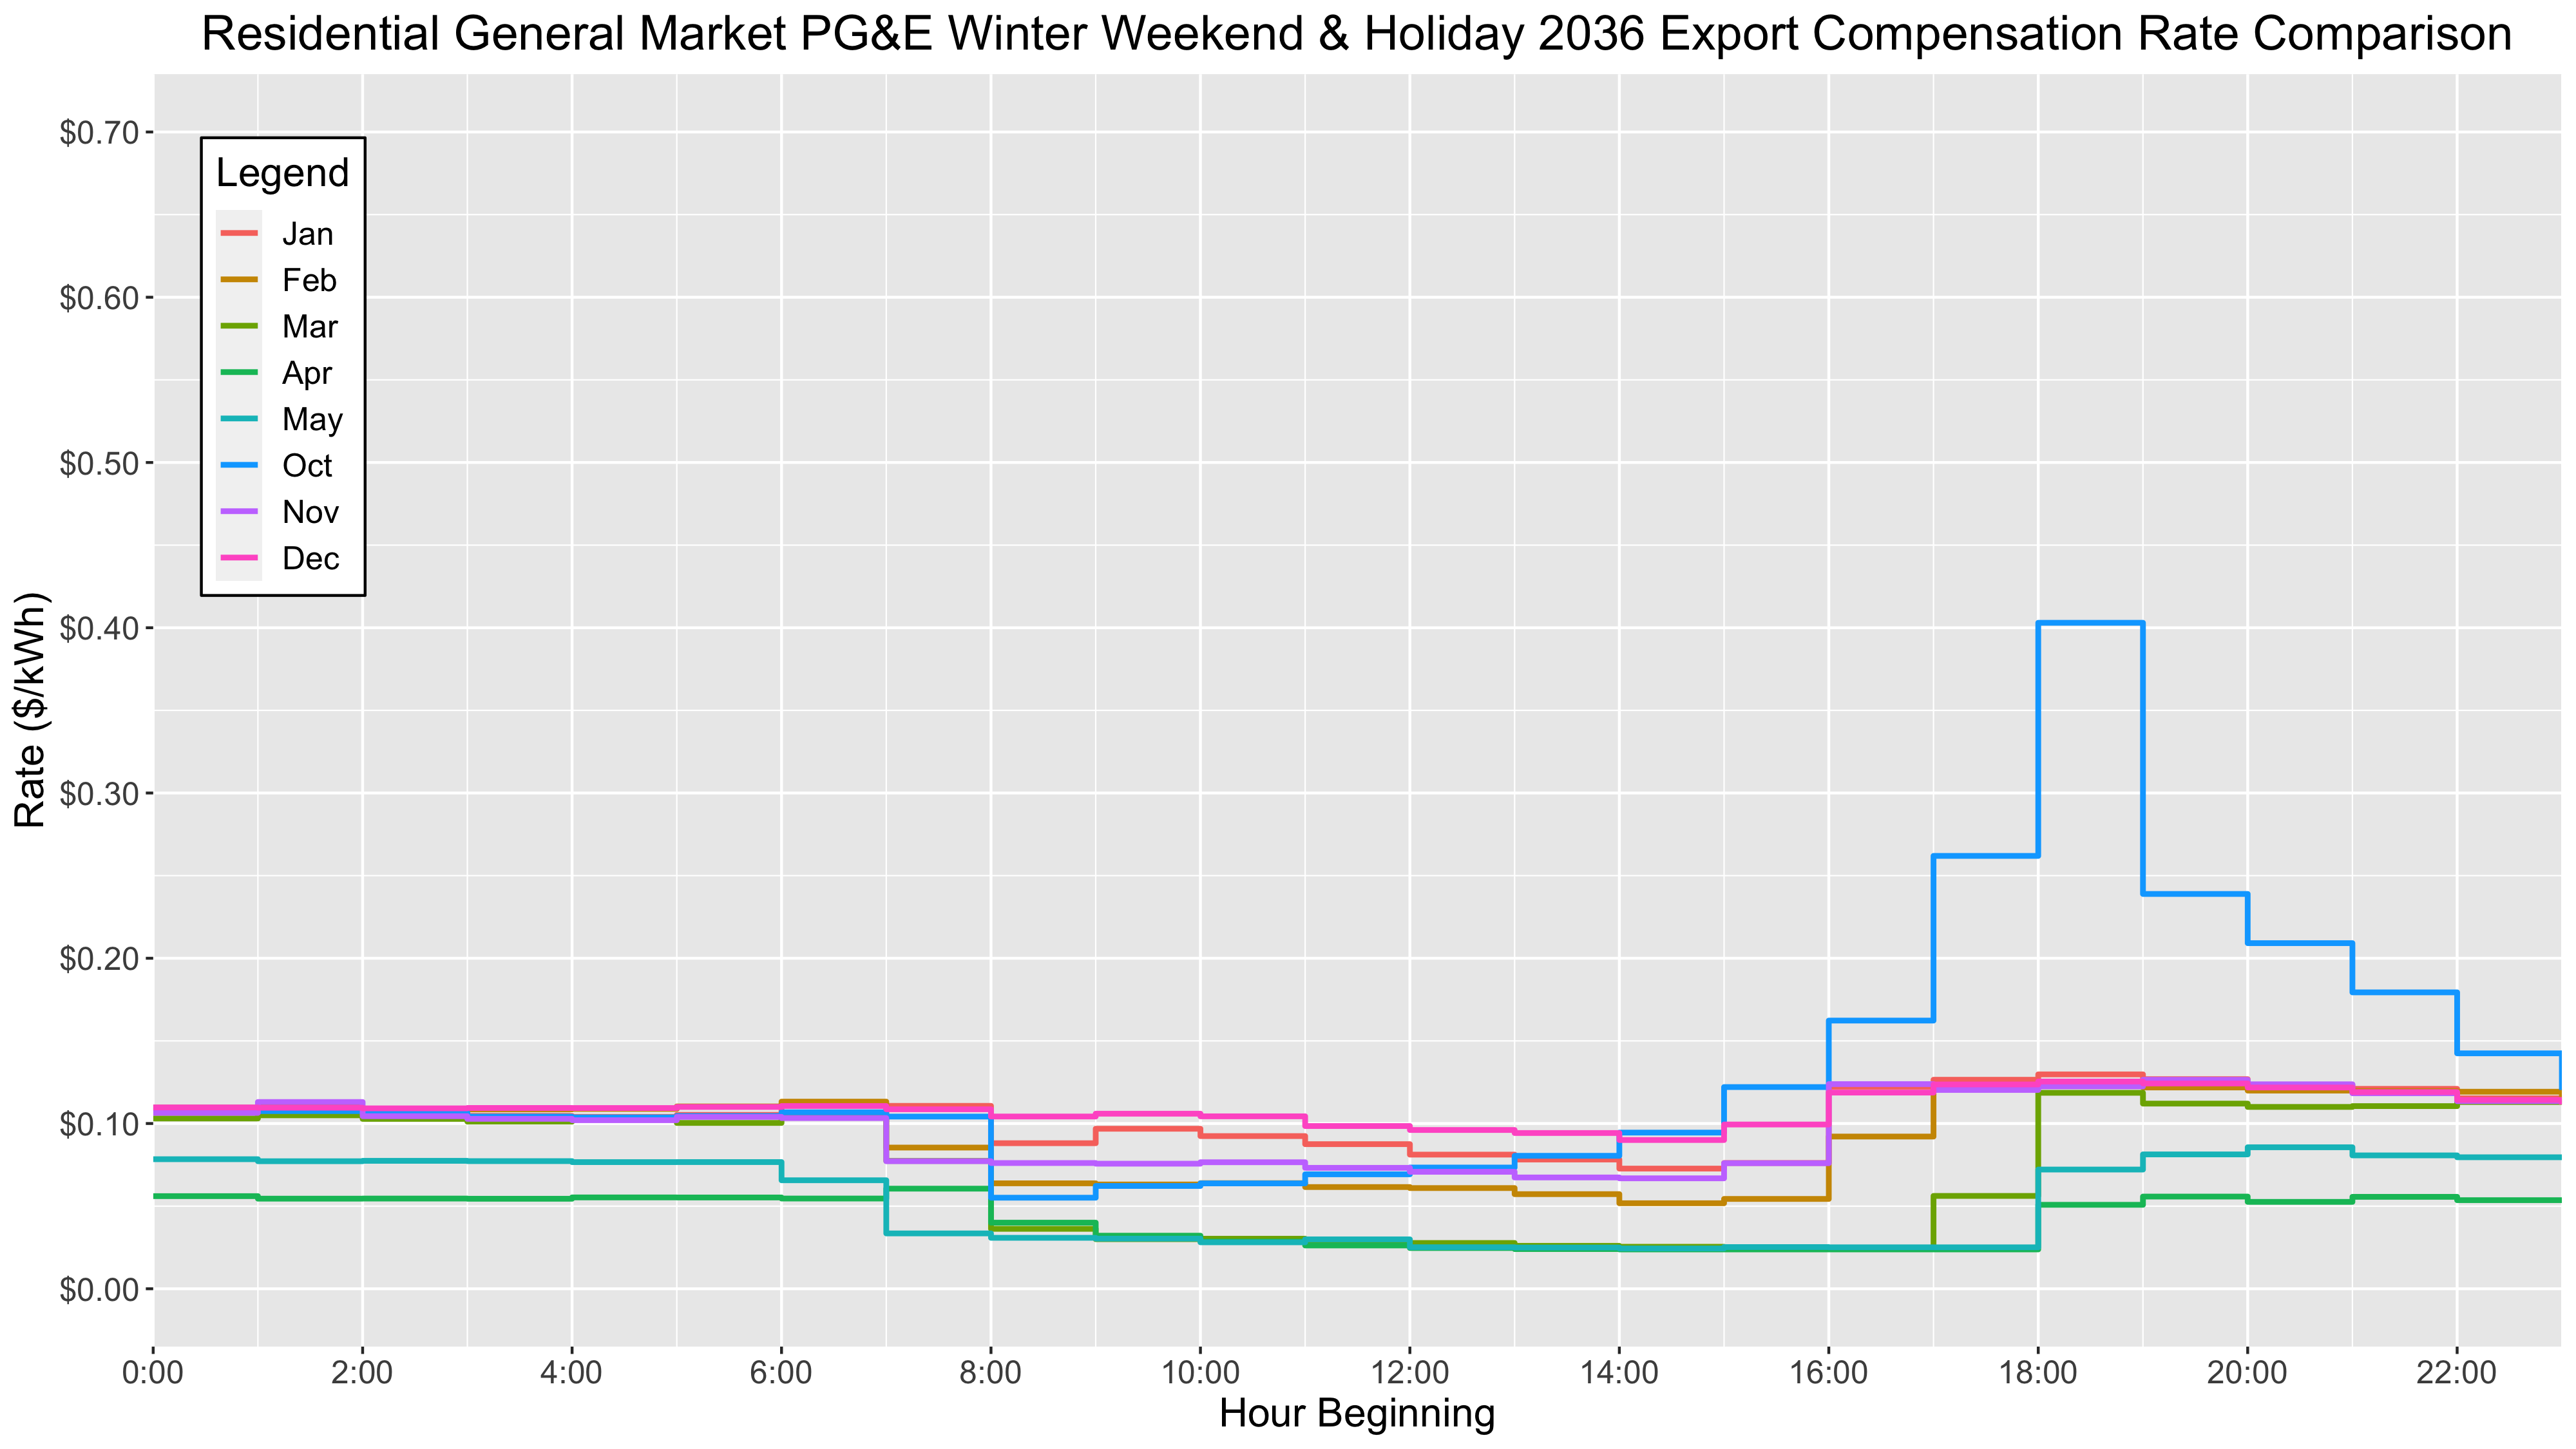 Residential General Market PG&E Winter Weekend & Holiday 2036 Export Compensation Rate Comparison
$0.70
Legend
Jan
Feb
Mar
Apr
May
Oct
Nov
Dec
$0.60
$0.50
$0.40
$0.30
$0.20
$0.10
$0.00
Rate ($/kWh)
0:00 2:00 4:00 6:00 8:00 10:00 12:00 14:00 16:00 18:00 20:00 22:00
Hour Beginning